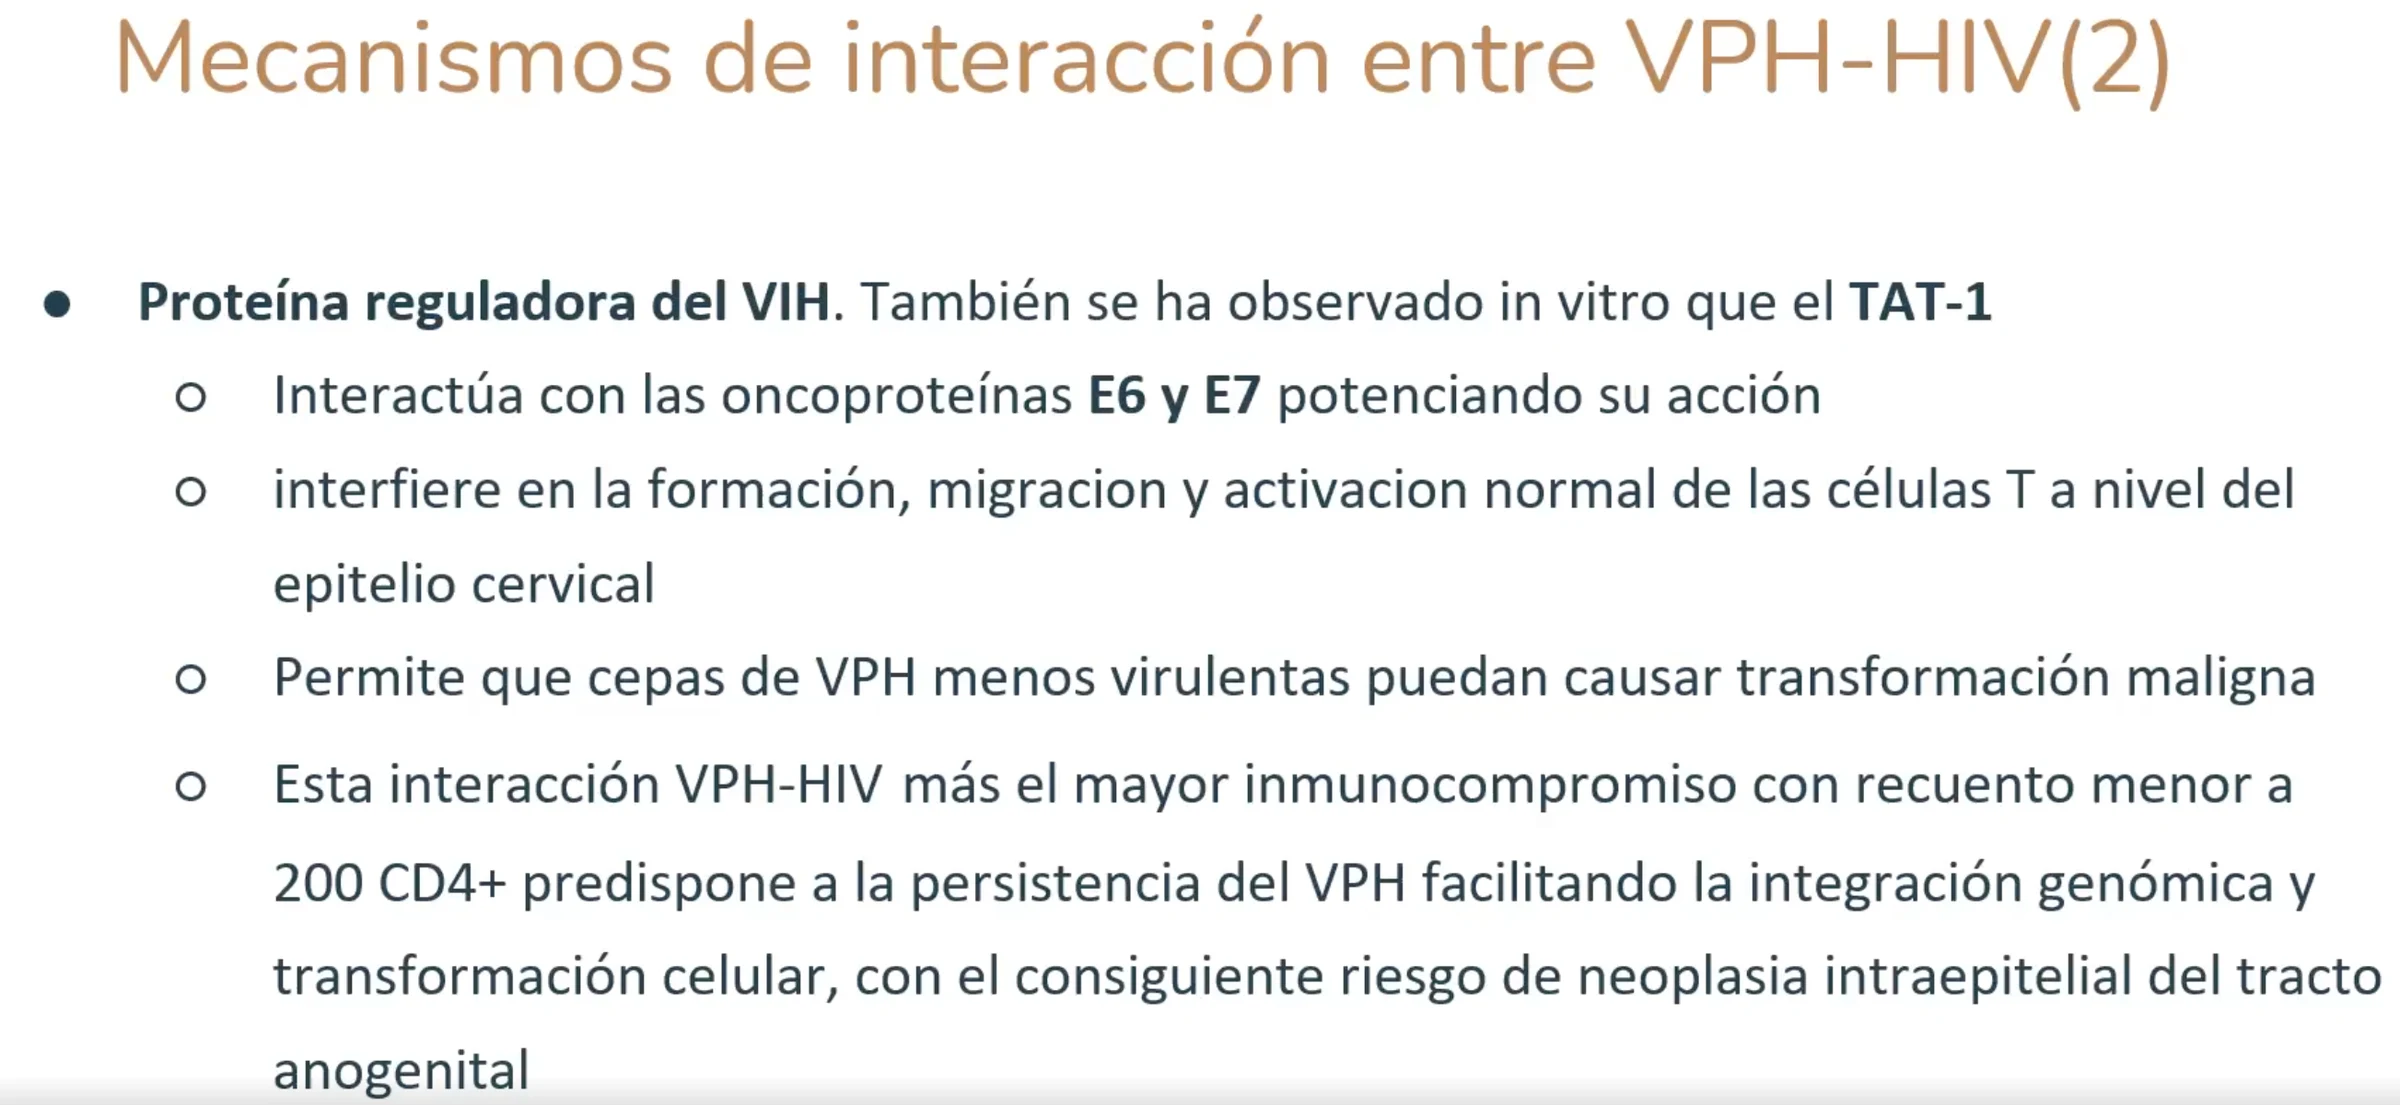 Mecanismos de interacción entre VPH-HIV(2)
● Proteína reguladora del VIH. También se ha observado in vitro que el TAT-1
○ Interactúa con las oncoproteínas E6 y E7 potenciando su acción
○ interfiere en la formación, migracion y activacion normal de las células T a nivel del
epitelio cervical
○ Permite que cepas de VPH menos virulentas puedan causar transformación maligna
○ Esta interacción VPH-HIV más el mayor inmunocompromiso con recuento menor a
200 CD4+ predispone a la persistencia del VPH facilitando la integración genómica y
transformación celular, con el consiguiente riesgo de neoplasia intraepitelial del tracto
anogenital